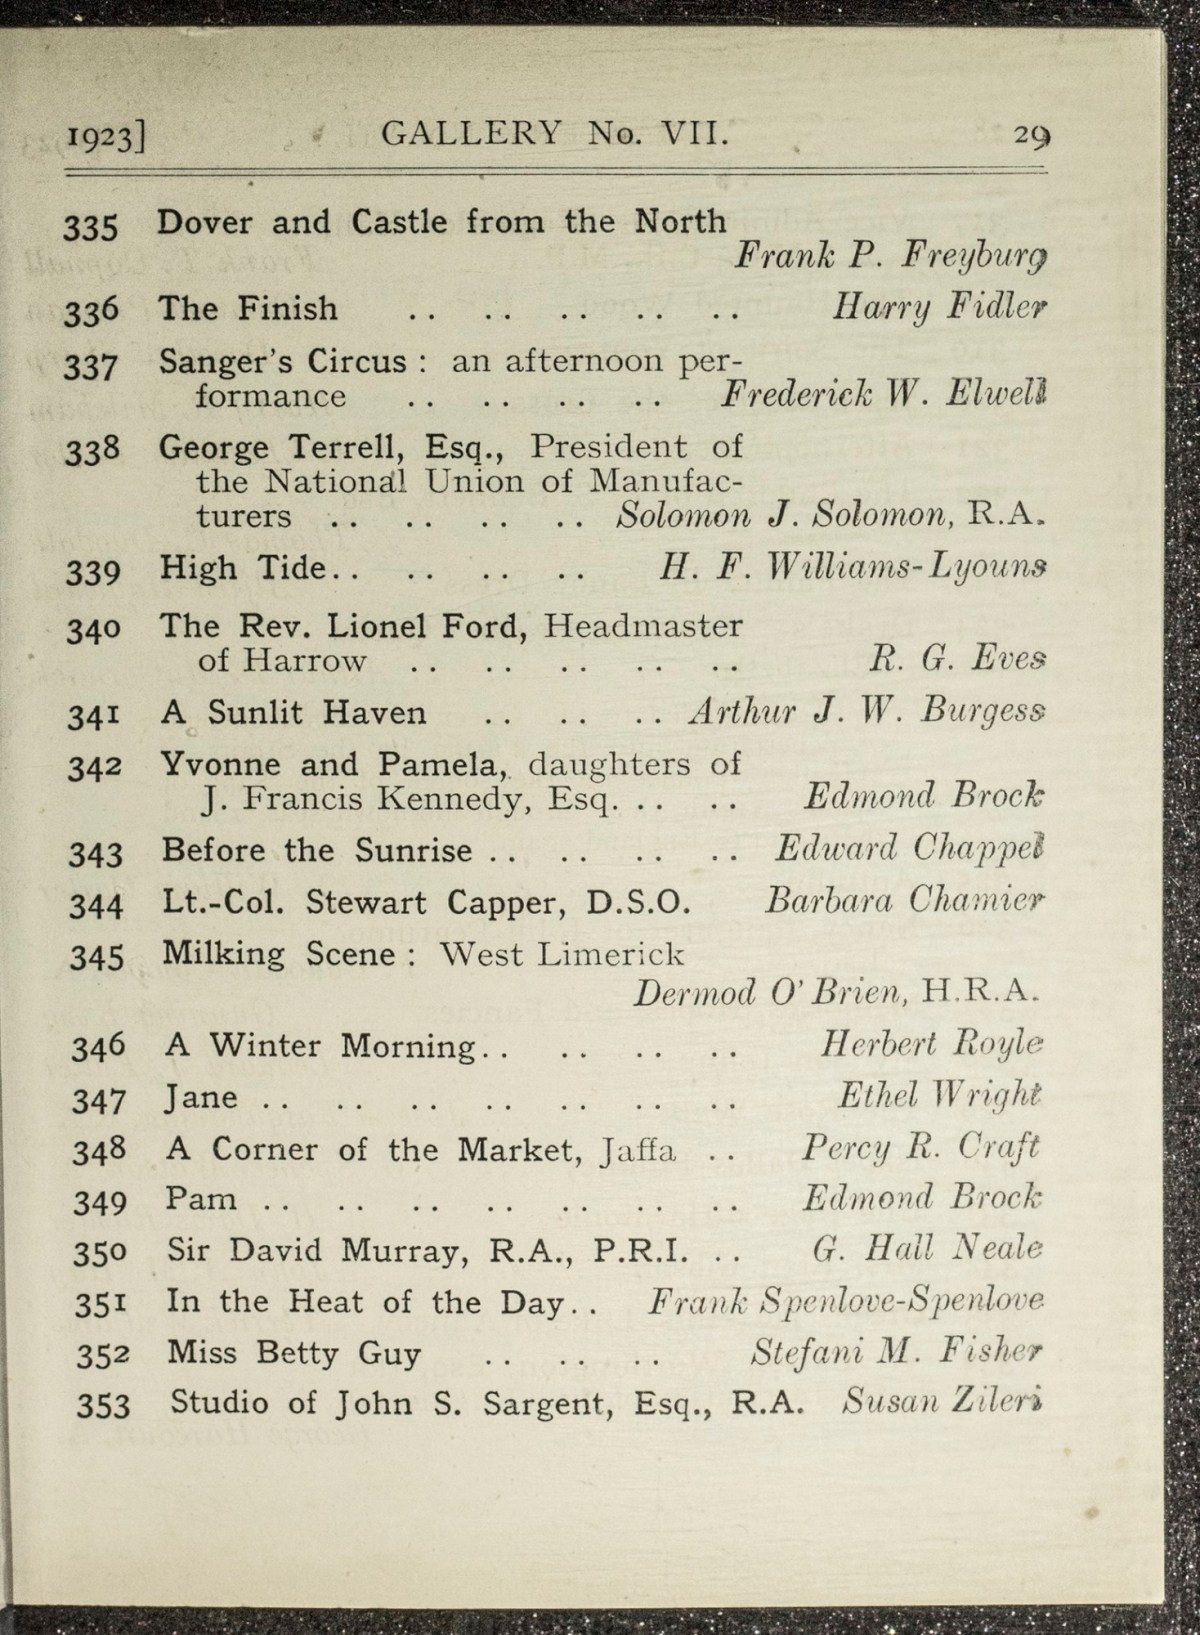 1923] GALLERY No. VII. 29
335 Dover and Castle from the North
Frank P. Freyburg
336 The Finish .. .. .. .. .. Harry Fidler
337 Sanger's Circus : an afternoon per-
formance .. .. .. .. Frederick W. Elwell
338 George Terrell, Esq., President of
the National Union of Manufac-
turers .. .. .. .. Solomon J. Solomon, R.A.
339 High Tide.. .. .. .. H. F. Williams-Lyouns
340 The Rev. Lionel Ford, Headmaster
of Harrow .. .. .. .. .. R. G. Eves
341 A Sunlit Haven .. .. .. Arthur J. W. Burgess
342 Yvonne and Pamela, daughters of
J. Francis Kennedy, Esq. .. .. Edmond Brock
343 Before the Sunrise .. .. .. .. Edward Chappel
344 Lt.-Col. Stewart Capper, D.S.O. Barbara Chamier
345 Milking Scene : West Limerick
Dermod O'Brien, H.R.A.
346 A Winter Morning.. .. .. .. Herbert Royle
347 Jane .. .. .. .. .. .. .. Ethel Wright
348 A Corner of the Market, Jaffa .. Percy R. Craft
349 Pam .. .. .. .. .. .. .. Edmond Brock
350 Sir David Murray, R.A., P.R.I. .. G. Hall Neale
351 In the Heat of the Day.. Frank Spenlove-Spenlove
352 Miss Betty Guy .. .. .. Stefani M. Fisher
353 Studio of John S. Sargent, Esq., R.A. Susan Zileri